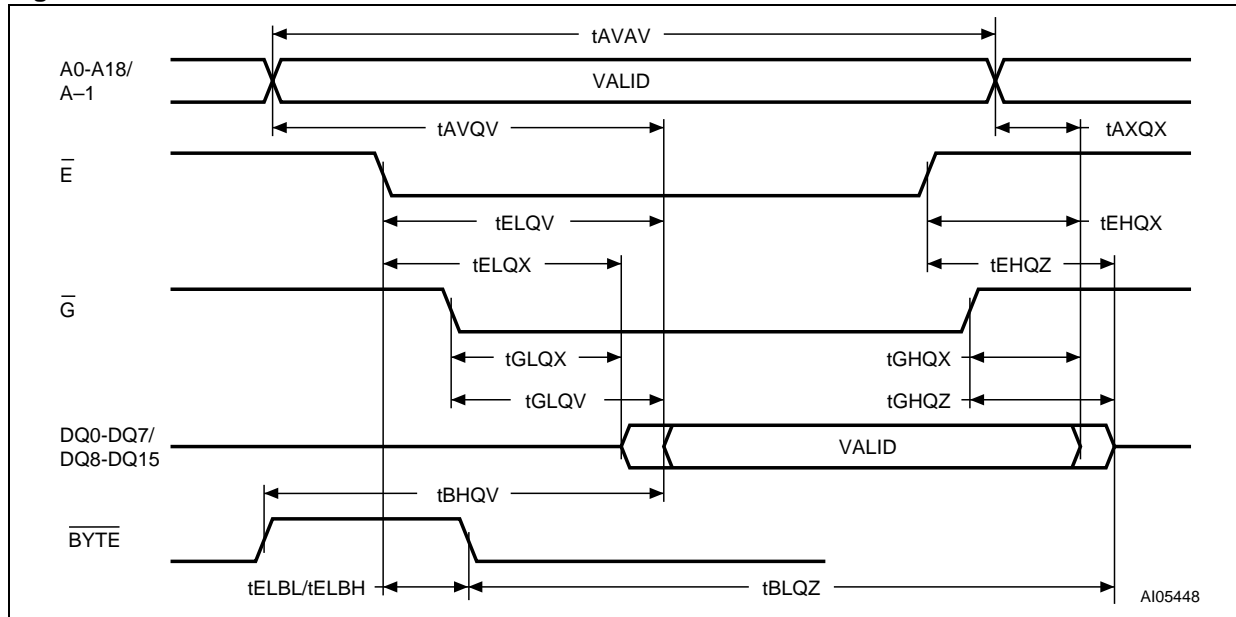 tAVAV
A0-A18/
A–1
VALID
tAVQV
tAXQX
E
tELQV
tEHQX
tELQX
tEHQZ
G
tGLQX
tGHQX
tGLQV
tGHQZ
DQ0-DQ7/
DQ8-DQ15
VALID
tBHQV
BYTE
tELBL/tELBH
tBLQZ
AI05448